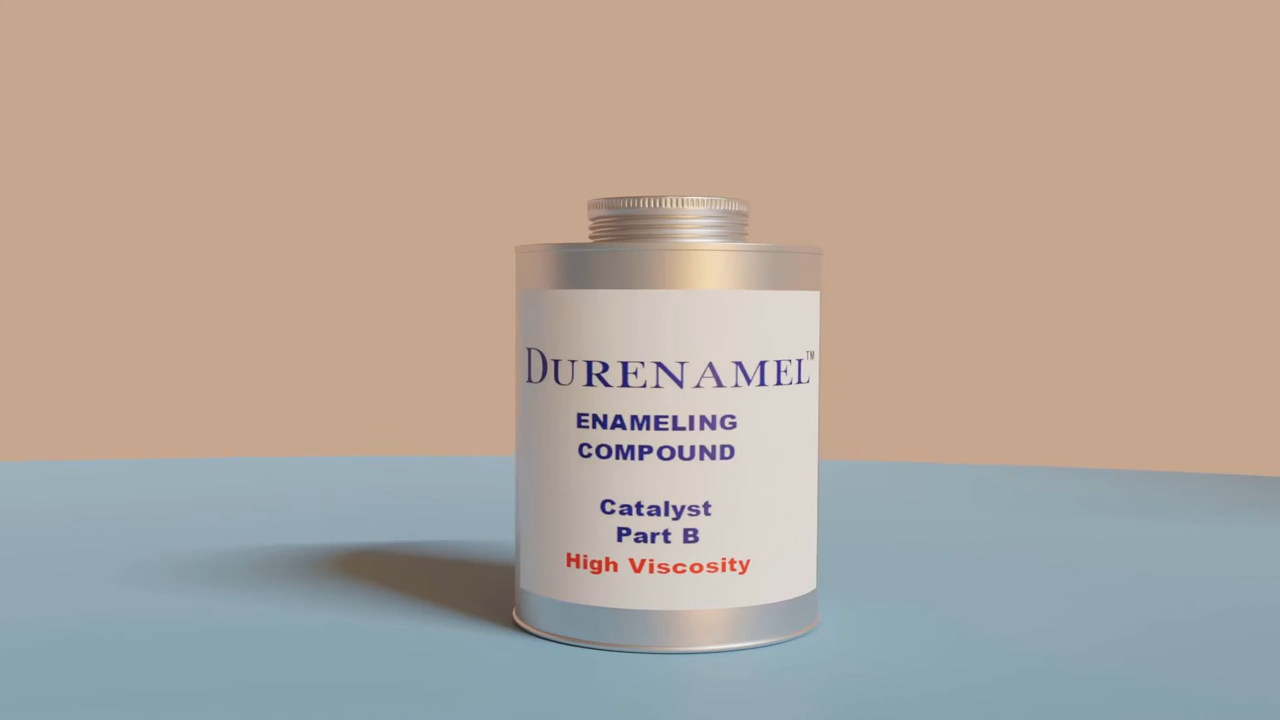 DURENAMEL™
ENAMELING
COMPOUND
Catalyst
Part B
High Viscosity